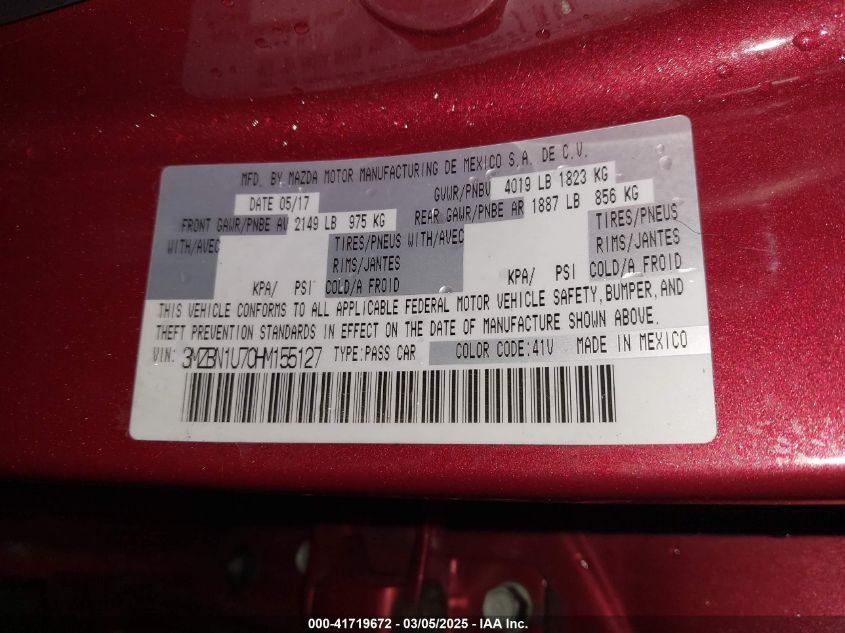 MFD. BY MAZDA MOTOR MANUFACTURING DE MEXICO S.A. DE C.V.
DATE 05/17 GVWR/PNBV 4019 LB 1823 KG
FRONT GAWR/PNBE AV 2149 LB 975 KG REAR GAWR/PNBE AR 1887 LB 856 KG
WITH/AVEC TIRES/PNEUS WITH/AVEC TIRES/PNEUS
RIMS/JANTES RIMS/JANTES
KPA/ PSI COLD/A FROID KPA/ PSI COLD/A FROID
THIS VEHICLE CONFORMS TO ALL APPLICABLE FEDERAL MOTOR VEHICLE SAFETY, BUMPER, AND
THEFT PREVENTION STANDARDS IN EFFECT ON THE DATE OF MANUFACTURE SHOWN ABOVE.
VIN: 3MZBN1U70HM155127 TYPE:PASS CAR COLOR CODE:41V MADE IN MEXICO
000-41719672 - 03/05/2025 - IAA Inc.